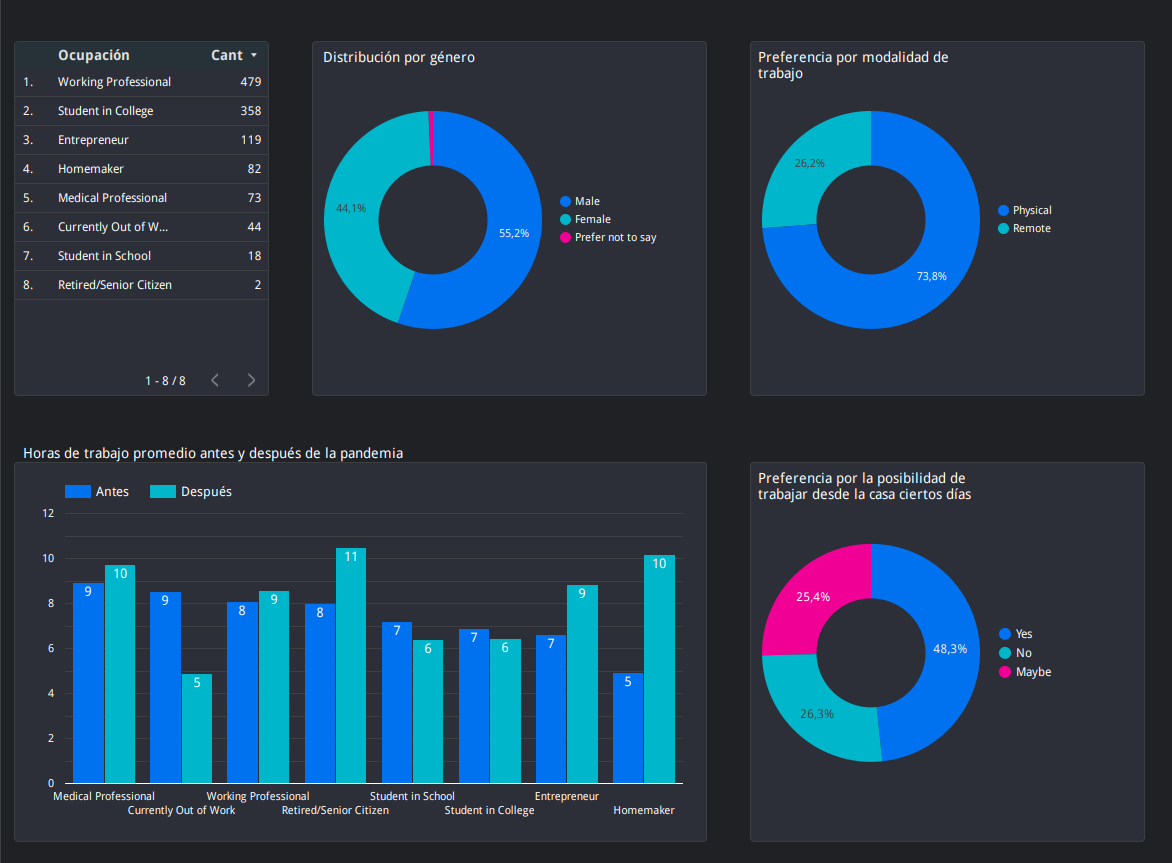 Ocupación Cant
1. Working Professional 479
2. Student in College 358
3. Entrepreneur 119
4. Homemaker 82
5. Medical Professional 73
6. Currently Out of W... 44
7. Student in School 18
8. Retired/Senior Citizen 2
1 - 8 / 8
Distribución por género
44,1%
55,2%
Male
Female
Prefer not to say
Preferencia por modalidad de
trabajo
26,2%
73,8%
Physical
Remote
Horas de trabajo promedio antes y después de la pandemia
Antes Después
12
10
8
6
4
2
0
9 10
9 5
8 9
8 11
7 6
7 6
7 9
5 10
Medical Professional
Currently Out of Work
Working Professional
Retired/Senior Citizen
Student in School
Student in College
Entrepreneur
Homemaker
Preferencia por la posibilidad de
trabajar desde la casa ciertos días
25,4%
48,3%
26,3%
Yes
No
Maybe